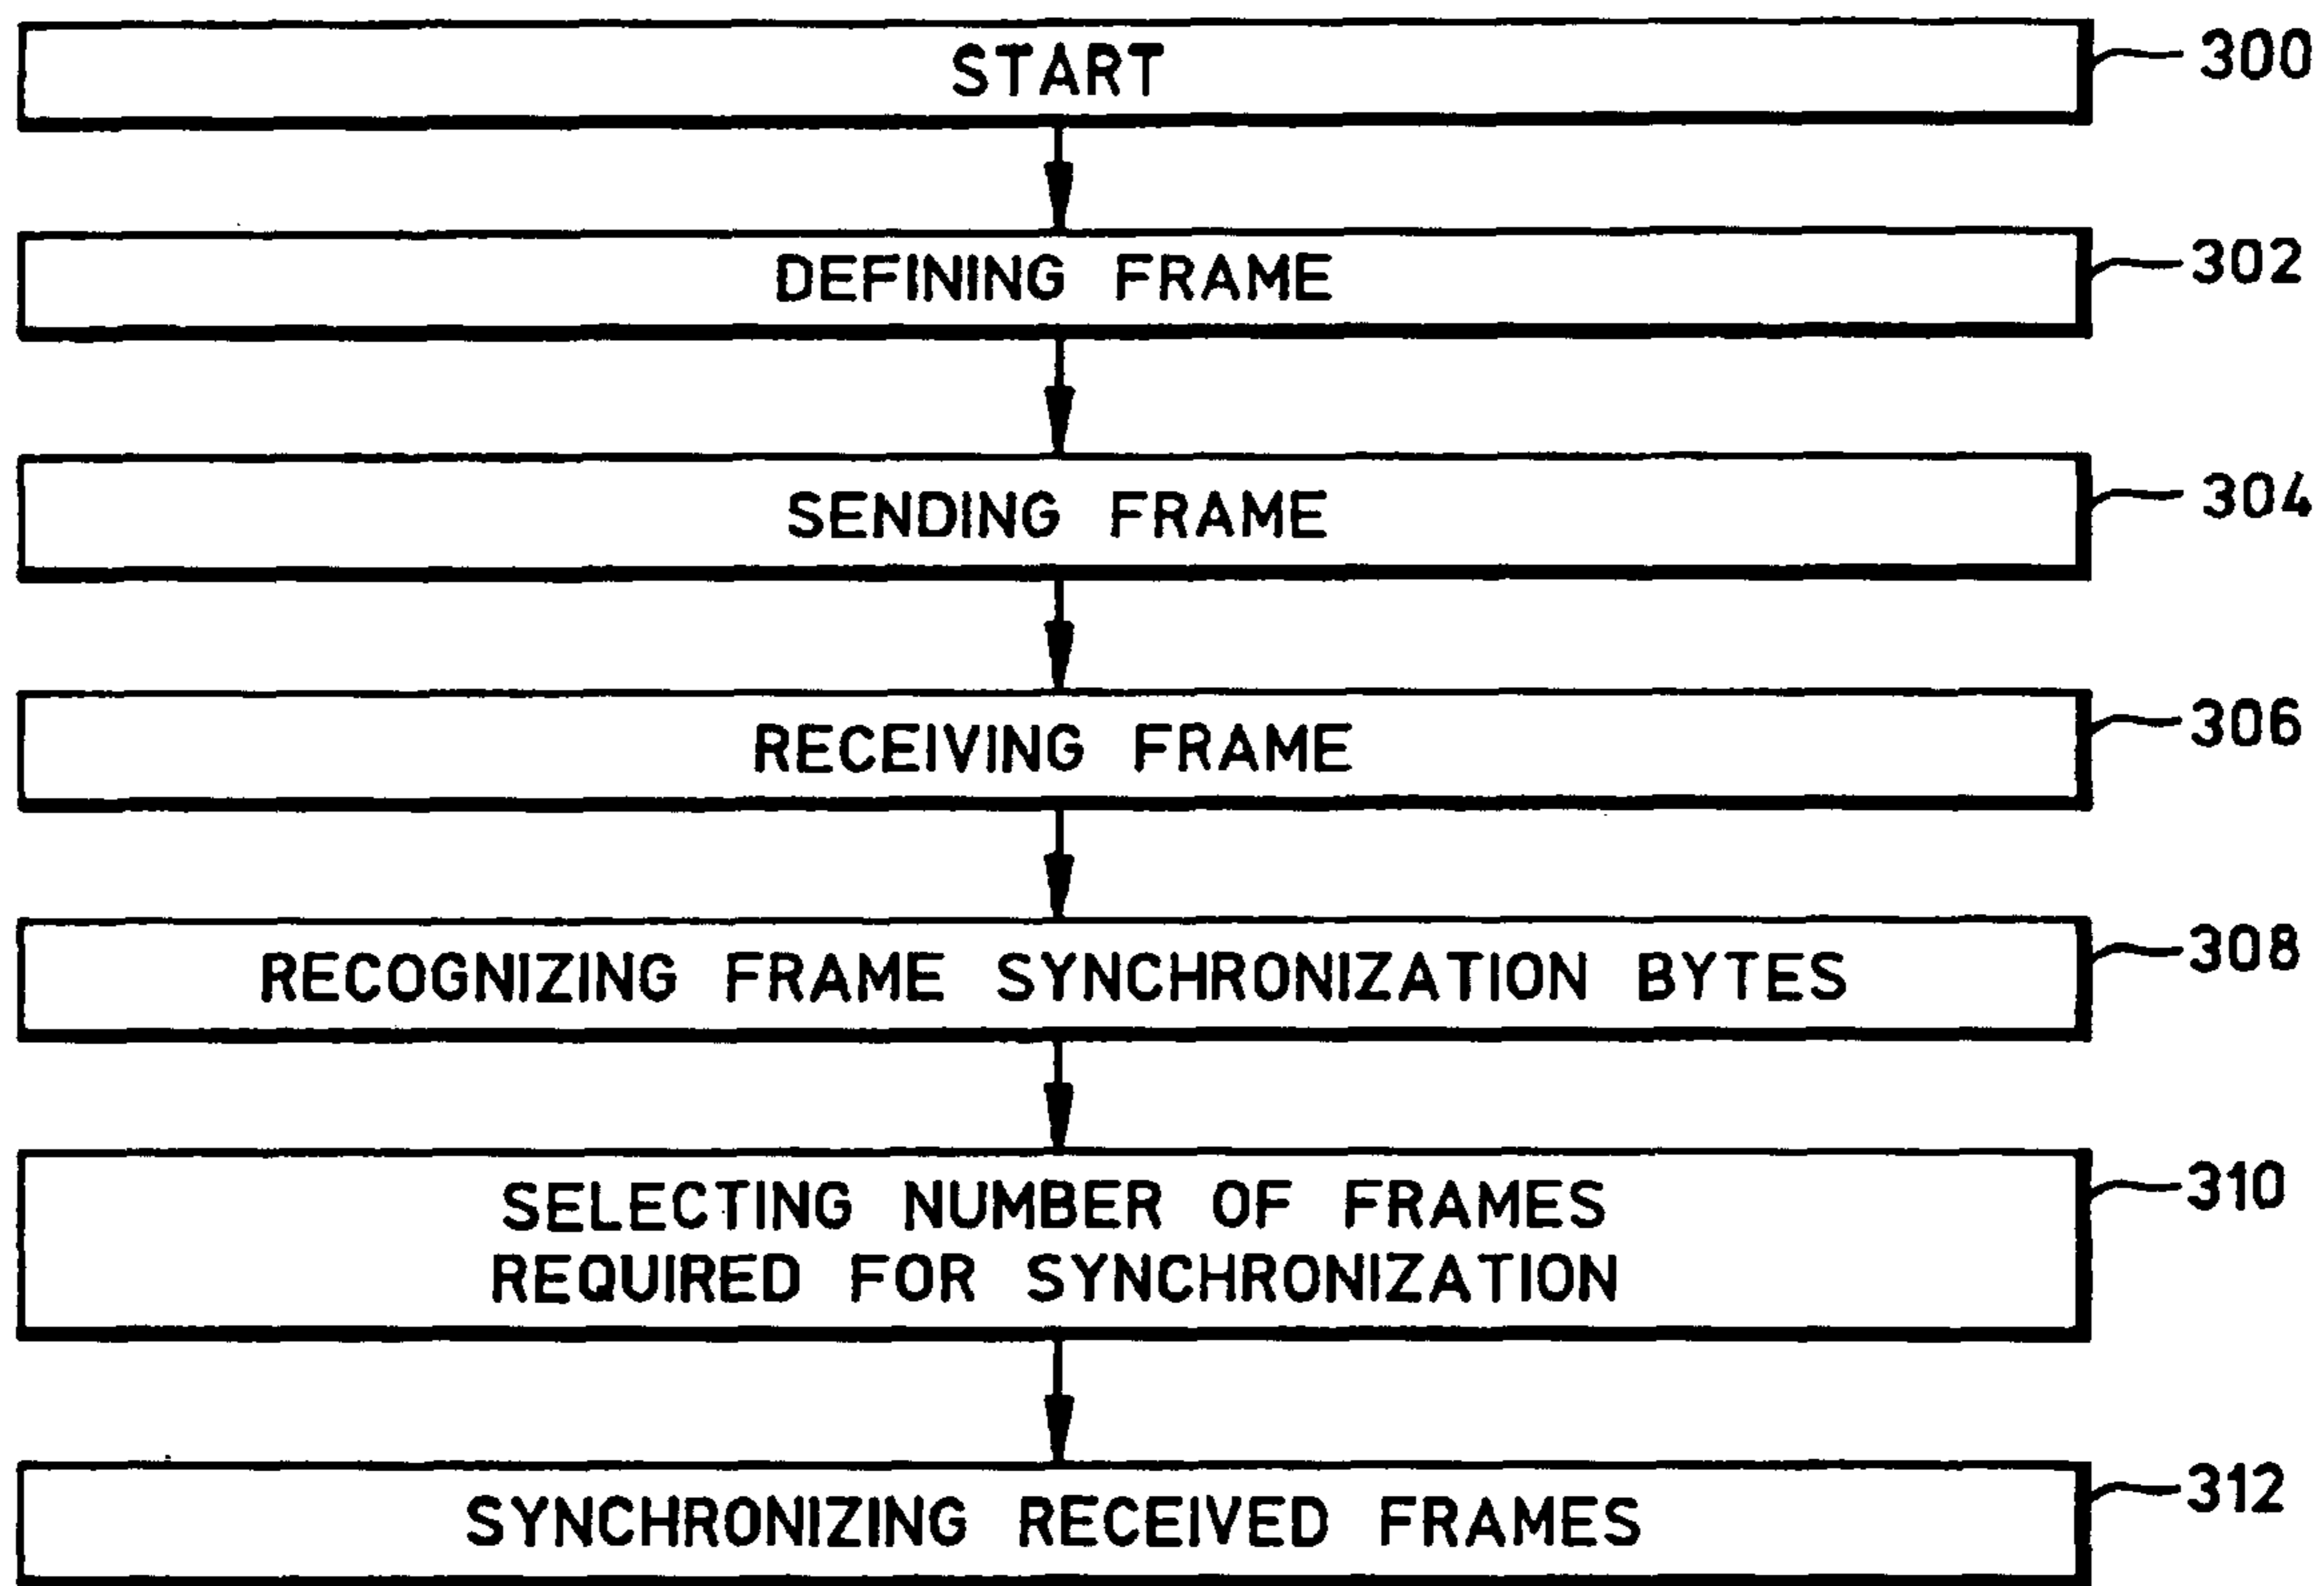 START 300
DEFINING FRAME 302
SENDING FRAME 304
RECEIVING FRAME 306
RECOGNIZING FRAME SYNCHRONIZATION BYTES 308
SELECTING NUMBER OF FRAMES 310
REQUIRED FOR SYNCHRONIZATION
SYNCHRONIZING RECEIVED FRAMES 312